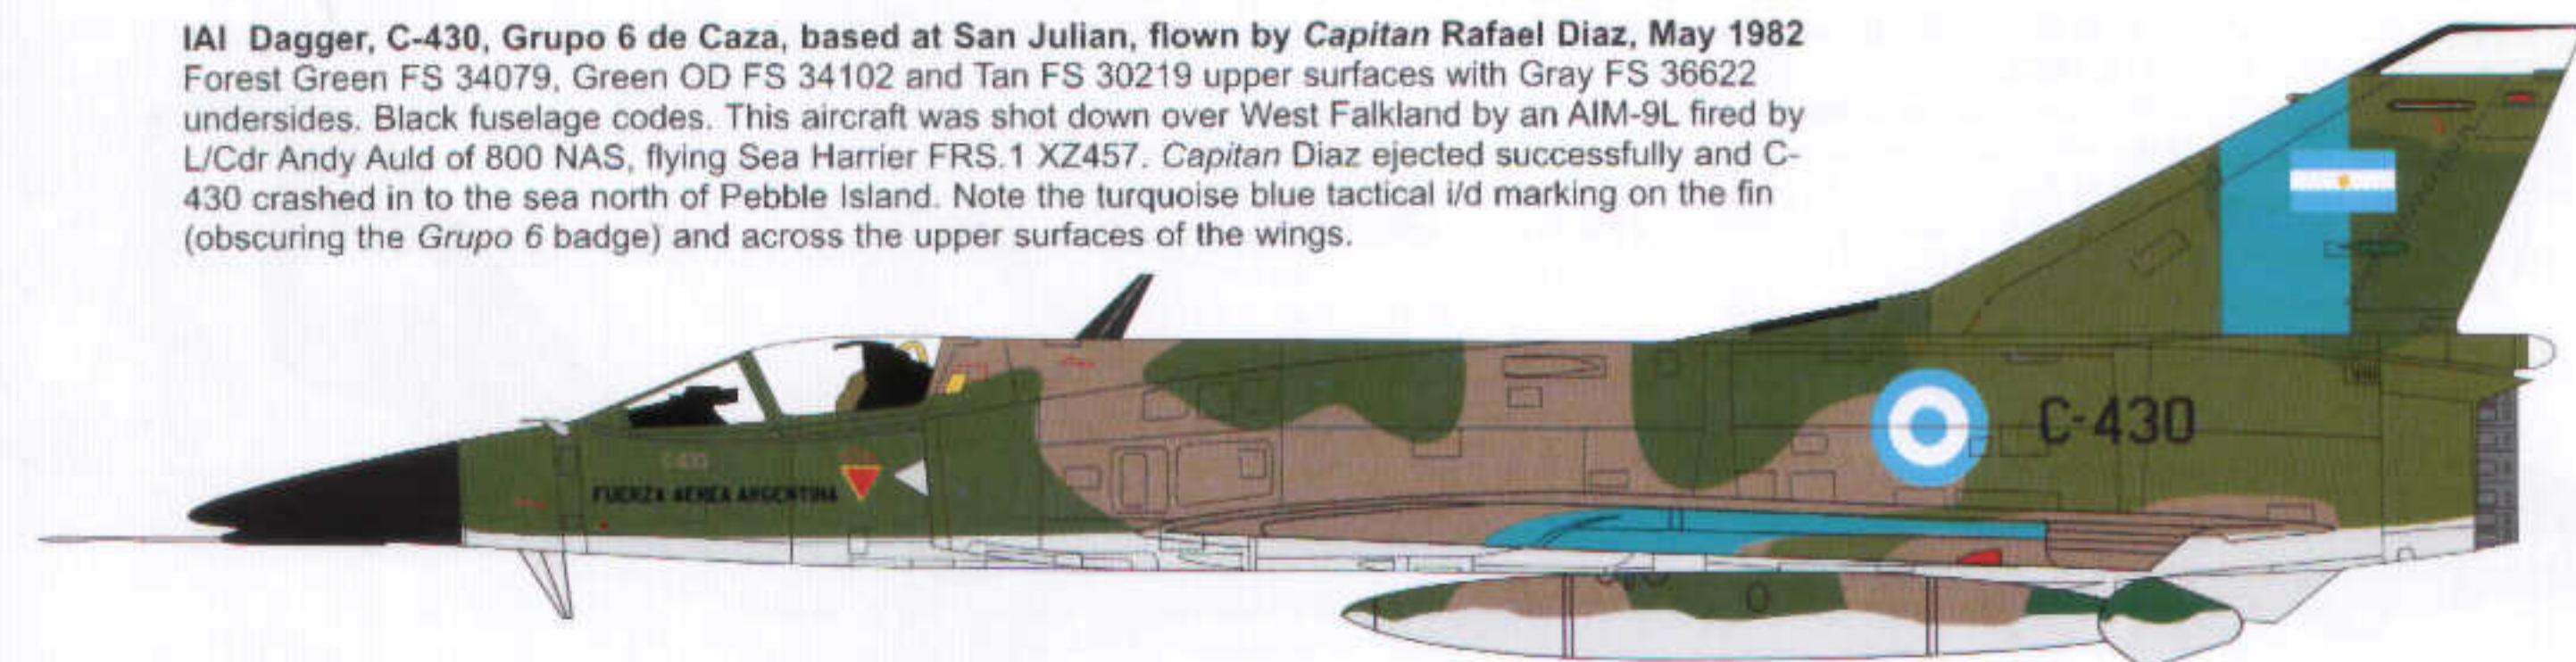 IAI Dagger, C-430, Grupo 6 de Caza, based at San Julian, flown by Capitan Rafael Diaz, May 1982
Forest Green FS 34079, Green OD FS 34102 and Tan FS 30219 upper surfaces with Gray FS 36622
undersides. Black fuselage codes. This aircraft was shot down over West Falkland by an AIM-9L fired by
L/Cdr Andy Auld of 800 NAS, flying Sea Harrier FRS.1 XZ457. Capitan Diaz ejected successfully and C-
430 crashed in to the sea north of Pebble Island. Note the turquoise blue tactical i/d marking on the fin
(obscuring the Grupo 6 badge) and across the upper surfaces of the wings.
C-430
FUERZA AEREA ARGENTINA